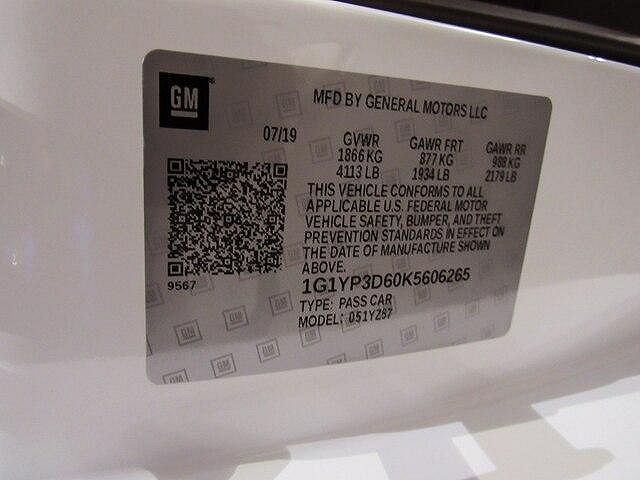 GM
MFD BY GENERAL MOTORS LLC
07/19
GVWR GAWR FRT GAWR RR
1866 KG 877 KG 988 KG
4113 LB 1934 LB 2179 LB
THIS VEHICLE CONFORMS TO ALL
APPLICABLE U.S. FEDERAL MOTOR
VEHICLE SAFETY, BUMPER, AND THEFT
PREVENTION STANDARDS IN EFFECT ON
THE DATE OF MANUFACTURE SHOWN
ABOVE.
9567
1G1YP3D60K5606265
TYPE: PASS CAR
MODEL: 051YZ87